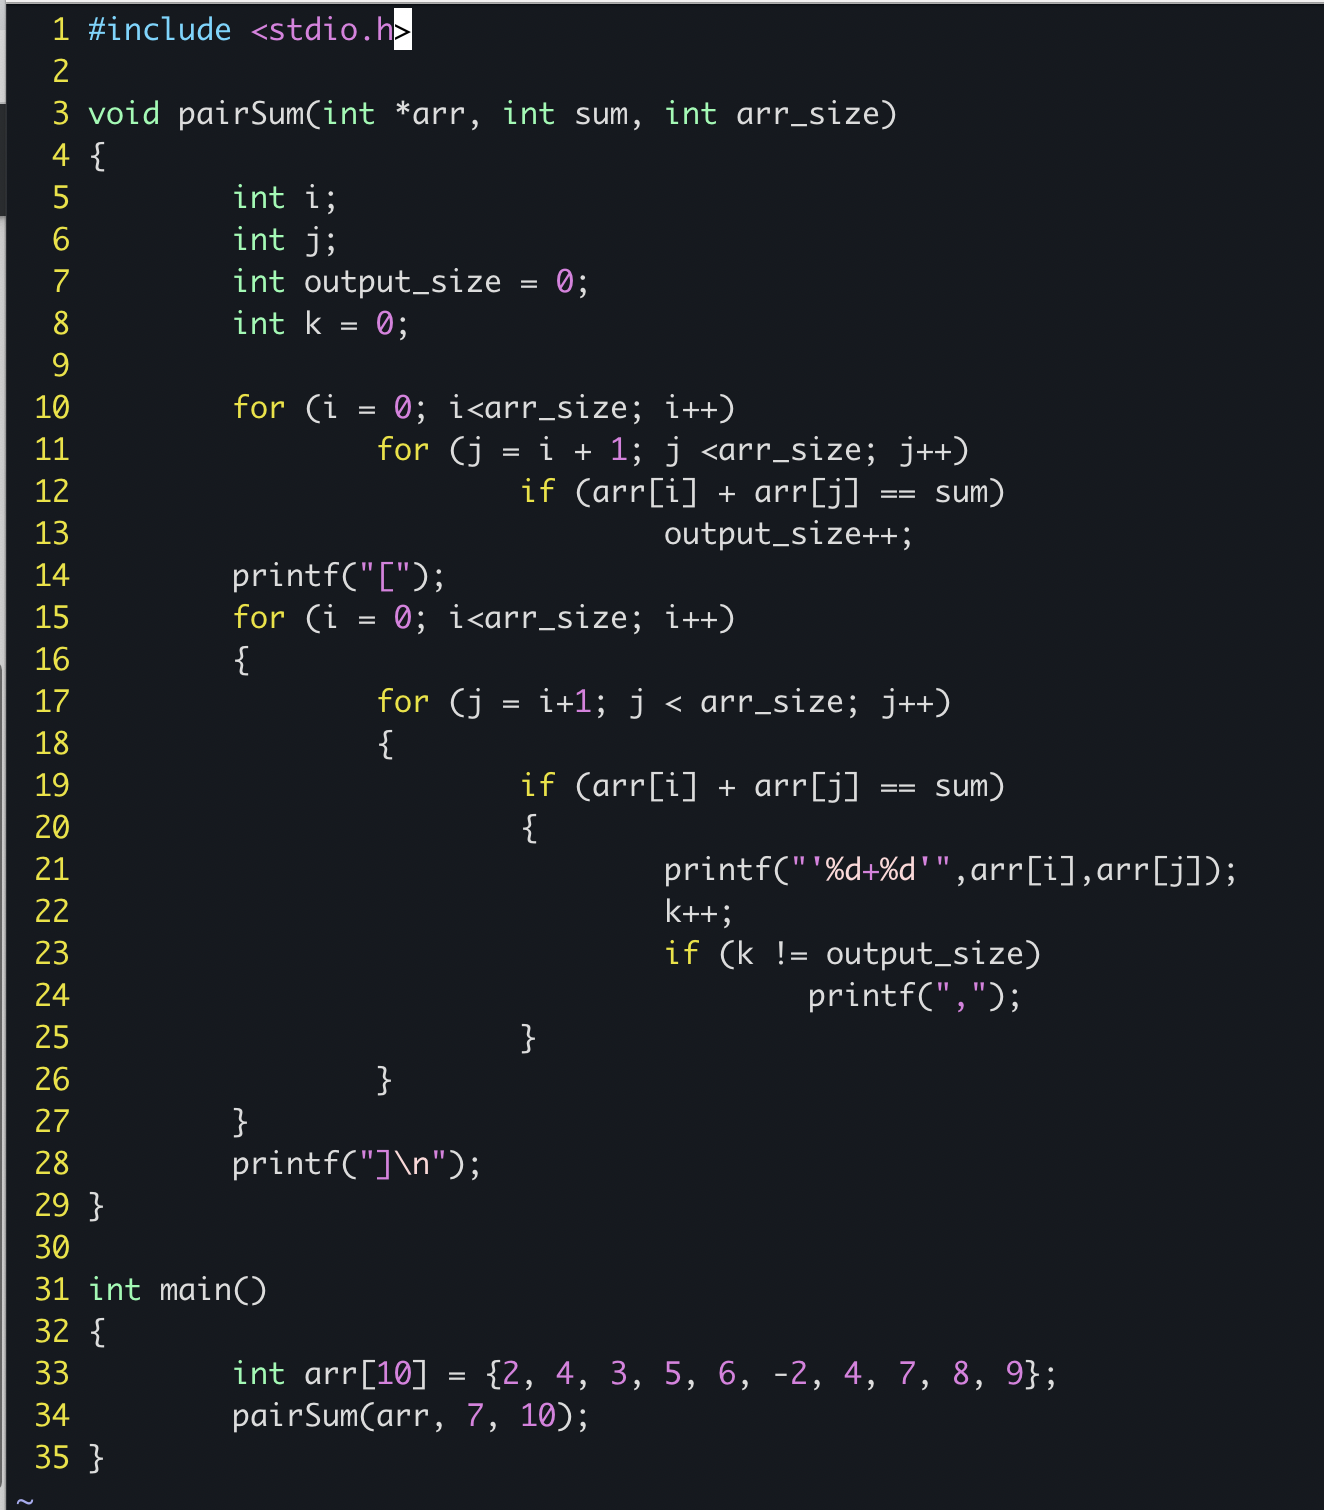 1 #include <stdio.h>
2
3 void pairSum(int *arr, int sum, int arr_size)
4 {
5         int i;
6         int j;
7         int output_size = 0;
8         int k = 0;
9
10         for (i = 0; i<arr_size; i++)
11                 for (j = i + 1; j <arr_size; j++)
12                         if (arr[i] + arr[j] == sum)
13                                 output_size++;
14         printf("[");
15         for (i = 0; i<arr_size; i++)
16         {
17                 for (j = i+1; j < arr_size; j++)
18                 {
19                         if (arr[i] + arr[j] == sum)
20                         {
21                                 printf("'%d+%d'",arr[i],arr[j]);
22                                 k++;
23                                 if (k != output_size)
24                                         printf(",");
25                         }
26                 }
27         }
28         printf("]\n");
29 }
30
31 int main()
32 {
33         int arr[10] = {2, 4, 3, 5, 6, -2, 4, 7, 8, 9};
34         pairSum(arr, 7, 10);
35 }
~